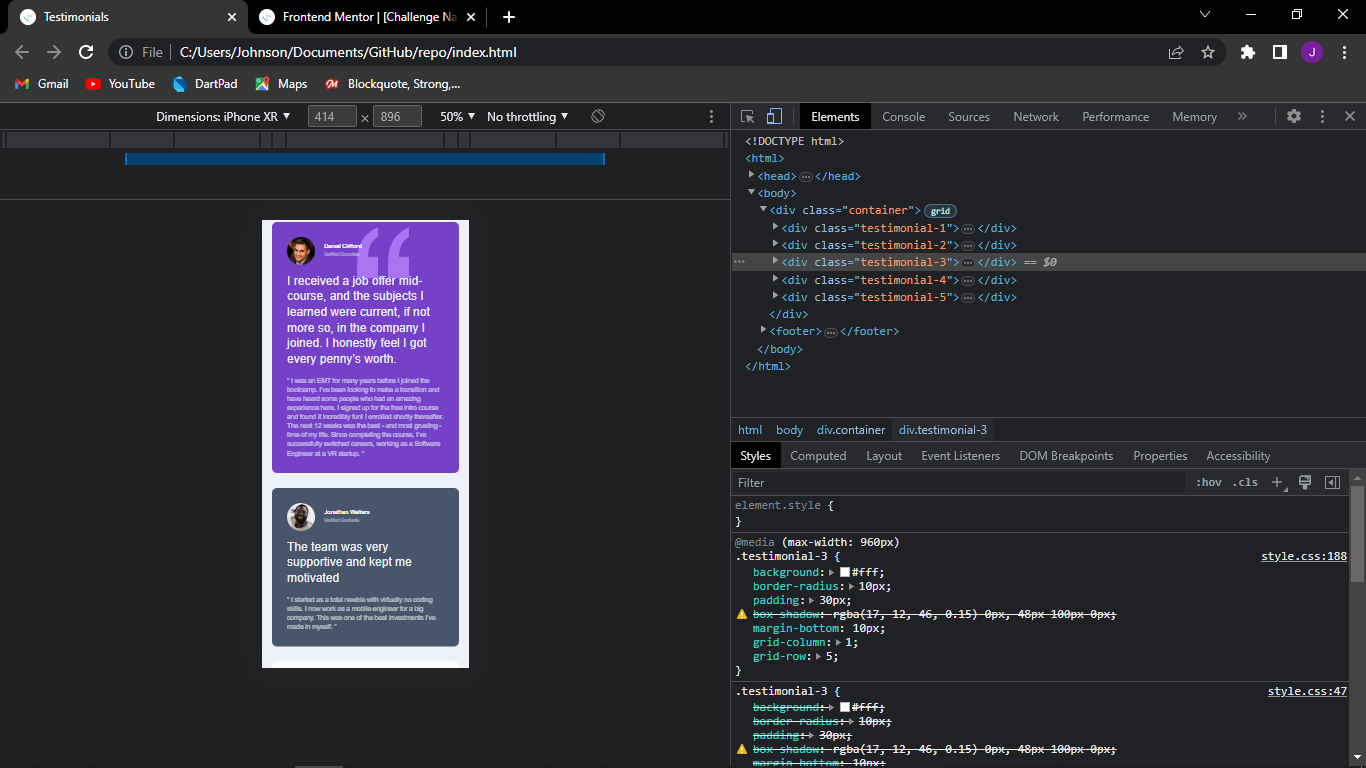 Testimonials
Frontend Mentor | [Challenge Na
File
C:/Users/Johnson/Documents/GitHub/repo/index.html
J
Gmail
YouTube
DartPad
Maps
Blockquote, Strong,...
Dimensions: iPhone XR
414 × 896
50%
No throttling
Elements
Console
Sources
Network
Performance
Memory
<!DOCTYPE html>
<html>
<head> … </head>
<body>
<div class="container"> grid
<div class="testimonial-1"> … </div>
<div class="testimonial-2"> … </div>
<div class="testimonial-3"> … </div> == $0
<div class="testimonial-4"> … </div>
<div class="testimonial-5"> … </div>
</div>
<footer> … </footer>
</body>
</html>
html
body
div.container
div.testimonial-3
Styles
Computed
Layout
Event Listeners
DOM Breakpoints
Properties
Accessibility
Filter
:hov
.cls
element.style {
}
@media (max-width: 960px)
.testimonial-3 {
style.css:188
background: #fff;
border-radius: 10px;
padding: 30px;
box shadow: rgba(17, 12, 46, 0.15) 0px, 48px 100px 0px;
margin-bottom: 10px;
grid-column: 1;
grid-row: 5;
}
.testimonial-3 {
style.css:47
background: #fff;
border-radius: 10px;
padding: 30px;
box shadow: rgba(17, 12, 46, 0.15) 0px, 48px 100px 0px;
margin-bottom: 10px;
Daniel Clifford
Verified Graduate
I received a job offer mid-
course, and the subjects I
learned were current, if not
more so, in the company I
joined. I honestly feel I got
every penny's worth.
" I was an EMT for many years before I joined the
bootcamp. I've been looking to make a transition and
have heard some people who had an amazing
experience here. I signed up for the free intro course
and found it incredibly fun! I enrolled shortly thereafter.
The next 12 weeks was the best - and most grueling -
time of my life. Since completing the course, I've
successfully switched careers, working as a Software
Engineer at a VR startup. "
Jonathan Walters
Verified Graduate
The team was very
supportive and kept me
motivated
" I started as a total newbie with virtually no coding
skills. I now work as a mobile engineer for a big
company. This was one of the best investments I've
made in myself. "